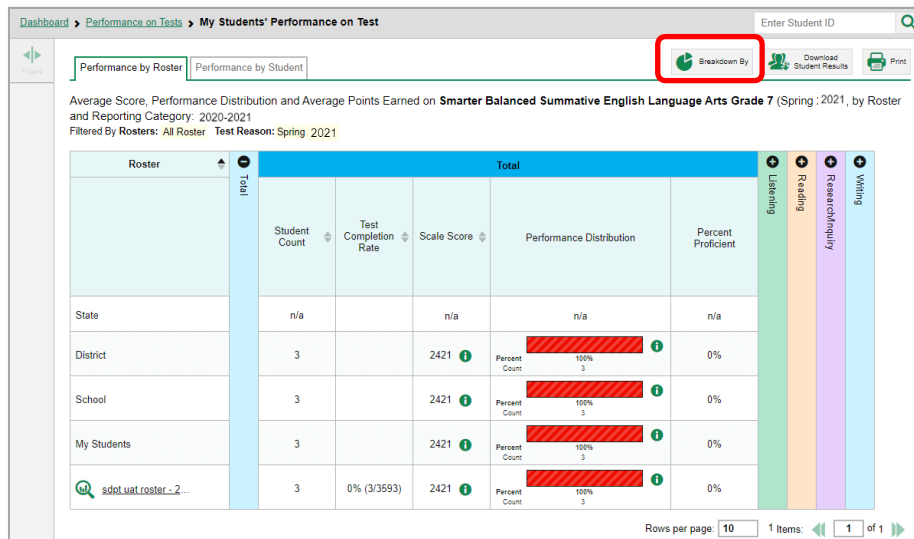 Dashboard > Performance on Tests > My Students' Performance on Test
Enter Student ID
Filters
Performance by Roster
Performance by Student
Breakdown By
Download
Student Results
Print
Average Score, Performance Distribution and Average Points Earned on Smarter Balanced Summative English Language Arts Grade 7 (Spring 2021, by Roster
and Reporting Category: 2020-2021
Filtered By Rosters: All Roster Test Reason: Spring 2021
Roster
Total
Total
Listening
Reading
Research/Inquiry
Writing
Student
Count
Test
Completion
Rate
Scale Score
Performance Distribution
Percent
Proficient
State n/a n/a n/a n/a
District 3 2421 0%
Percent 100%
Count 3
School 3 2421 0%
Percent 100%
Count 3
My Students 3 2421 0%
Percent 100%
Count 3
sdpt uat roster - 2... 3 0% (3/3593) 2421 0%
Percent 100%
Count 3
Rows per page: 10 1 Items: 1 of 1